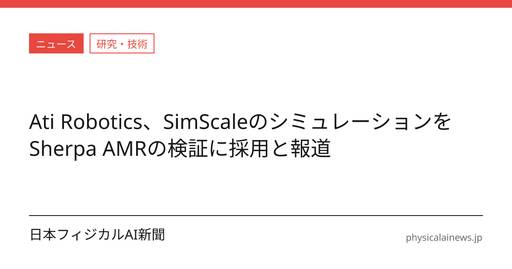 ニュース 研究・技術
Ati Robotics、SimScaleのシミュレーションを
Sherpa AMRの検証に採用と報道
日本フィジカルAI新聞 physicalainews.jp